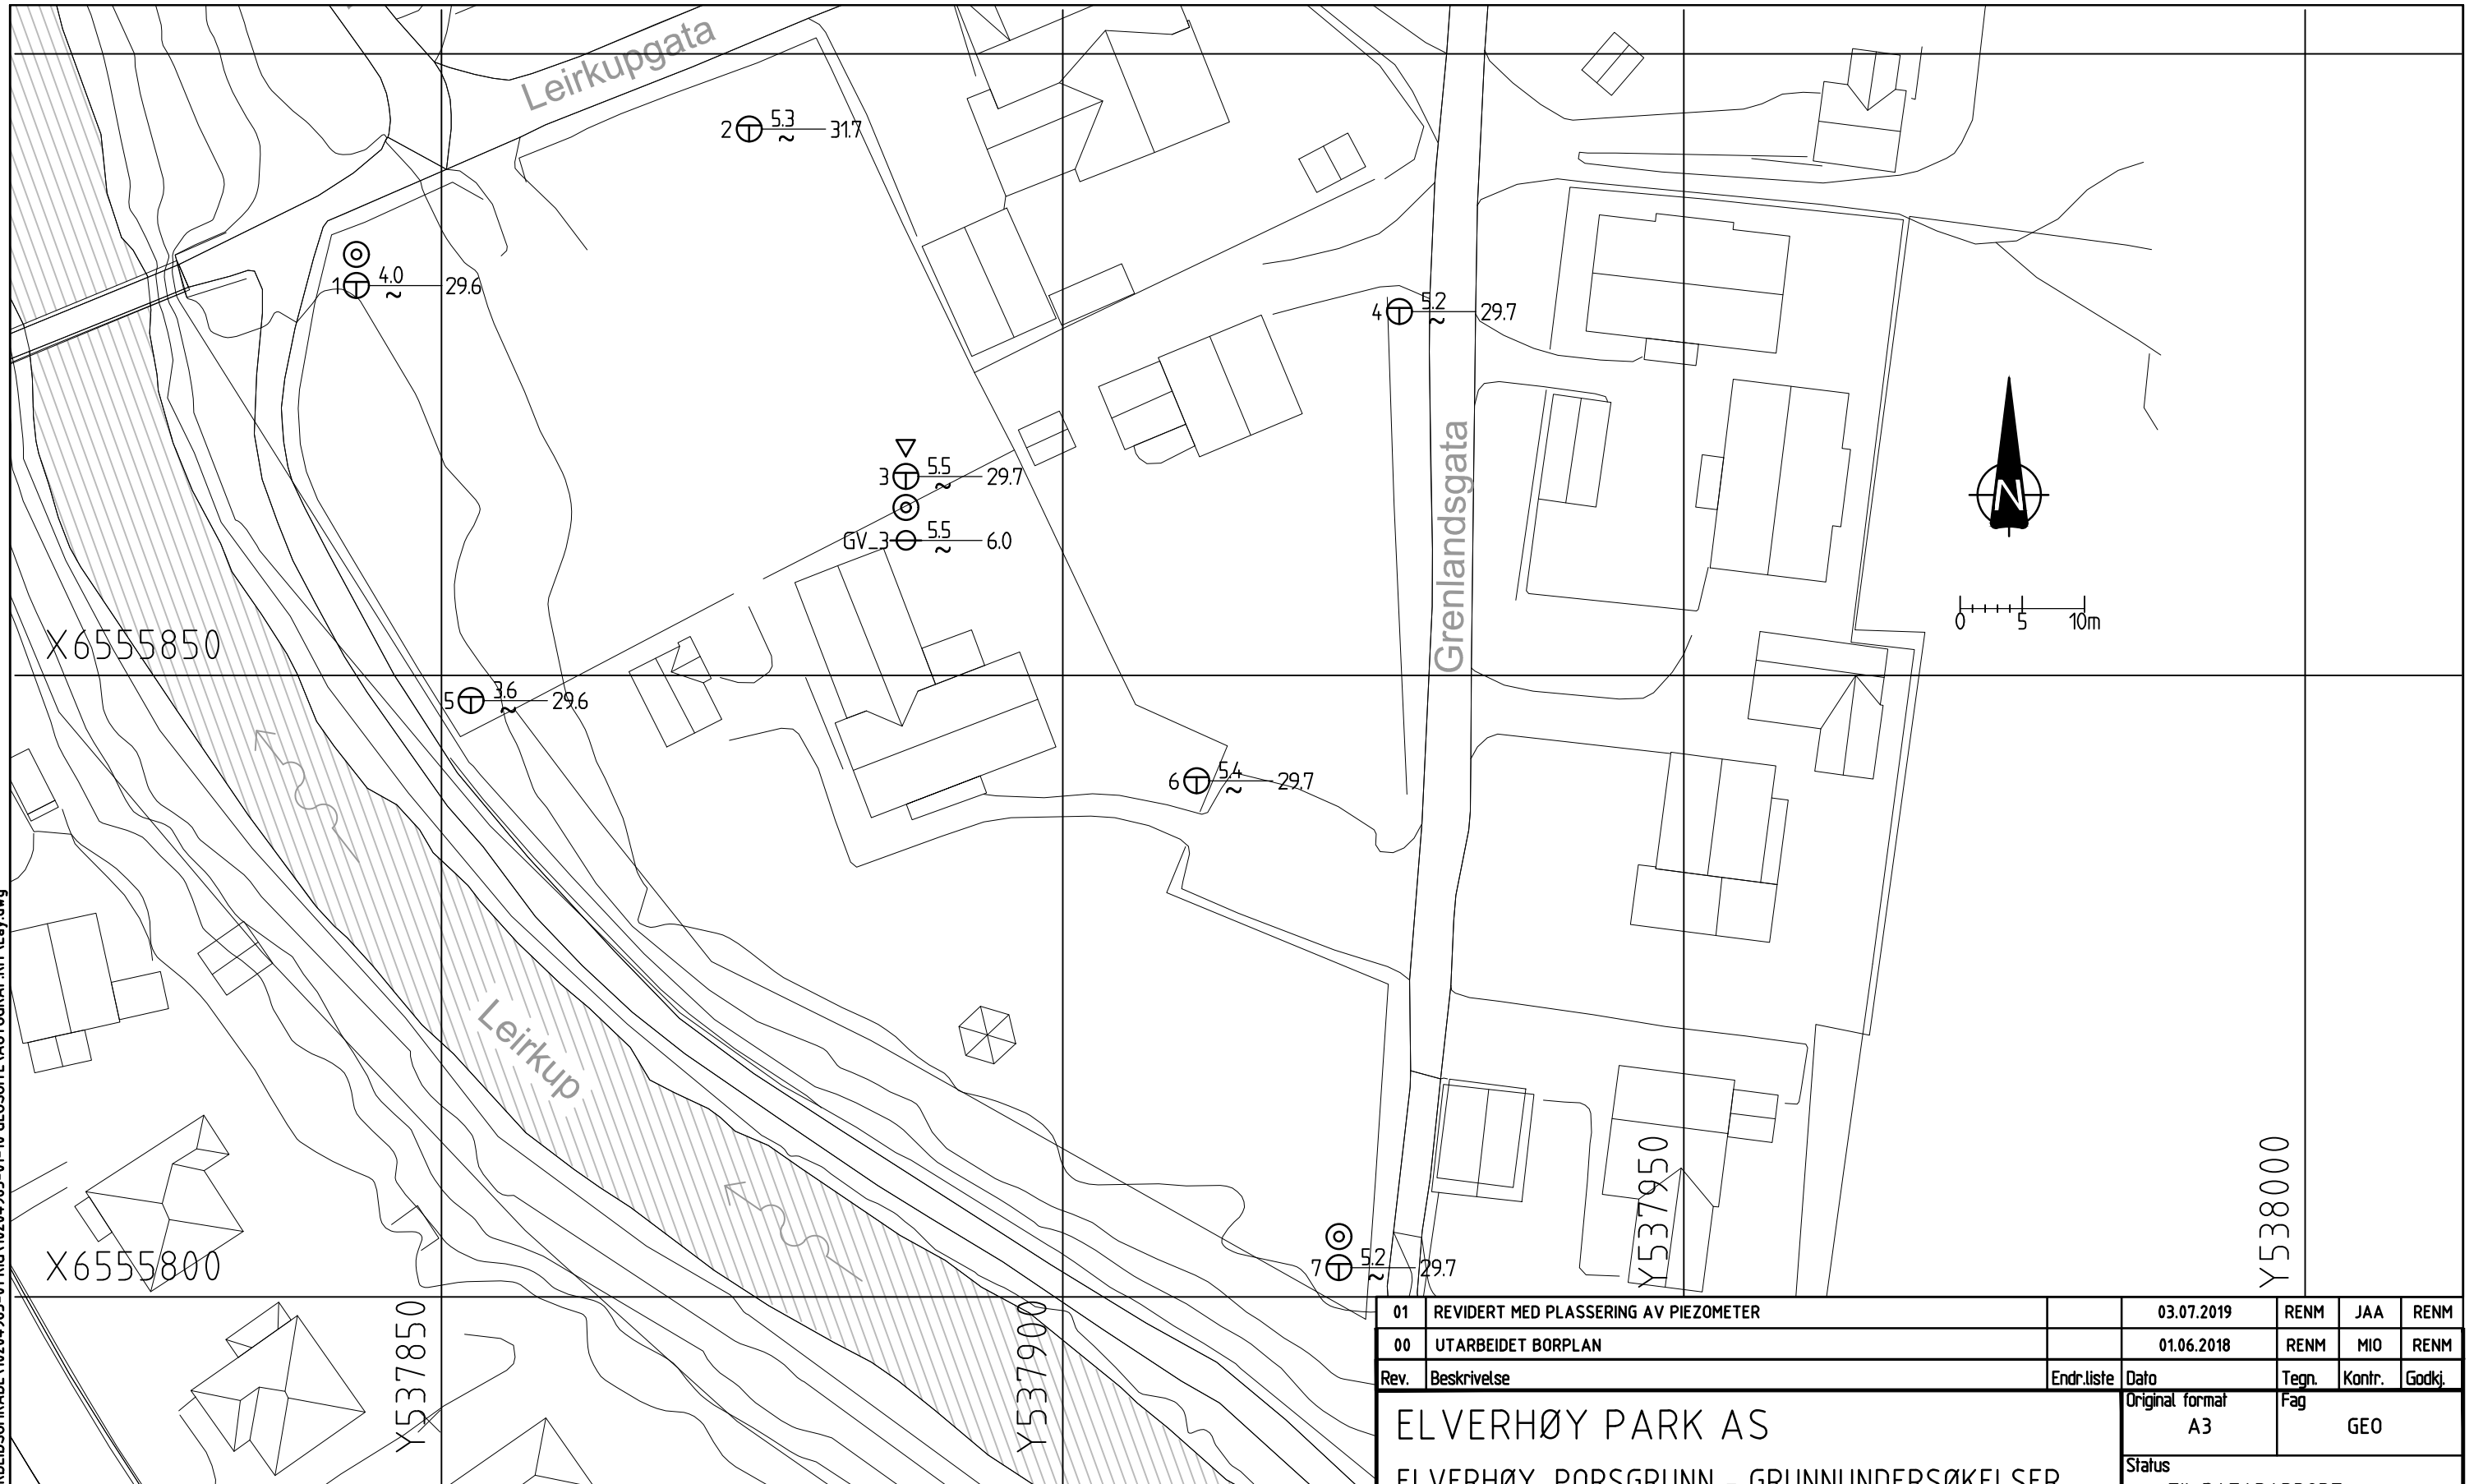 Leirkupgata
2 5.3 ~ 31.7
1 4.0 ~ 29.6
4 5.2 ~ 29.7
3 5.5 ~ 29.7
GV_3 5.5 ~ 6.0
Grenlandsgata
N
0 5 10m
X6555850
5 3.6 ~ 29.6
6 5.4 ~ 29.7
Leirkup
X6555800
7 5.2 ~ 29.7
Y537850
Y537900
Y537950
Y538000
01 REVIDERT MED PLASSERING AV PIEZOMETER 03.07.2019 RENM JAA RENM
00 UTARBEIDET BORPLAN 01.06.2018 RENM MIO RENM
Rev. Beskrivelse Endr.liste Dato Tegn. Kontr. Godkj.
ELVERHØY PARK AS
Original format
A3
Fag
GEO
ELVERHØY, PORSGRUNN - GRUNNUNDERSØKELSER
Status